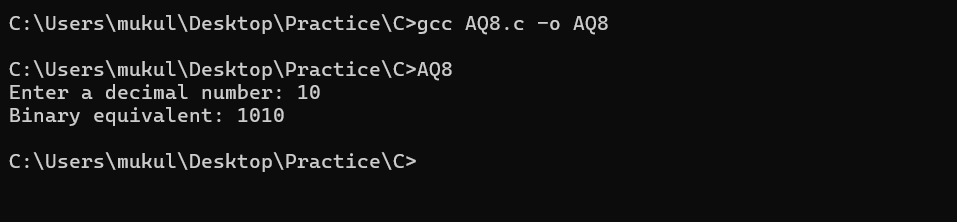 C:\Users\mukul\Desktop\Practice\C>gcc AQ8.c -o AQ8
C:\Users\mukul\Desktop\Practice\C>AQ8
Enter a decimal number: 10
Binary equivalent: 1010
C:\Users\mukul\Desktop\Practice\C>